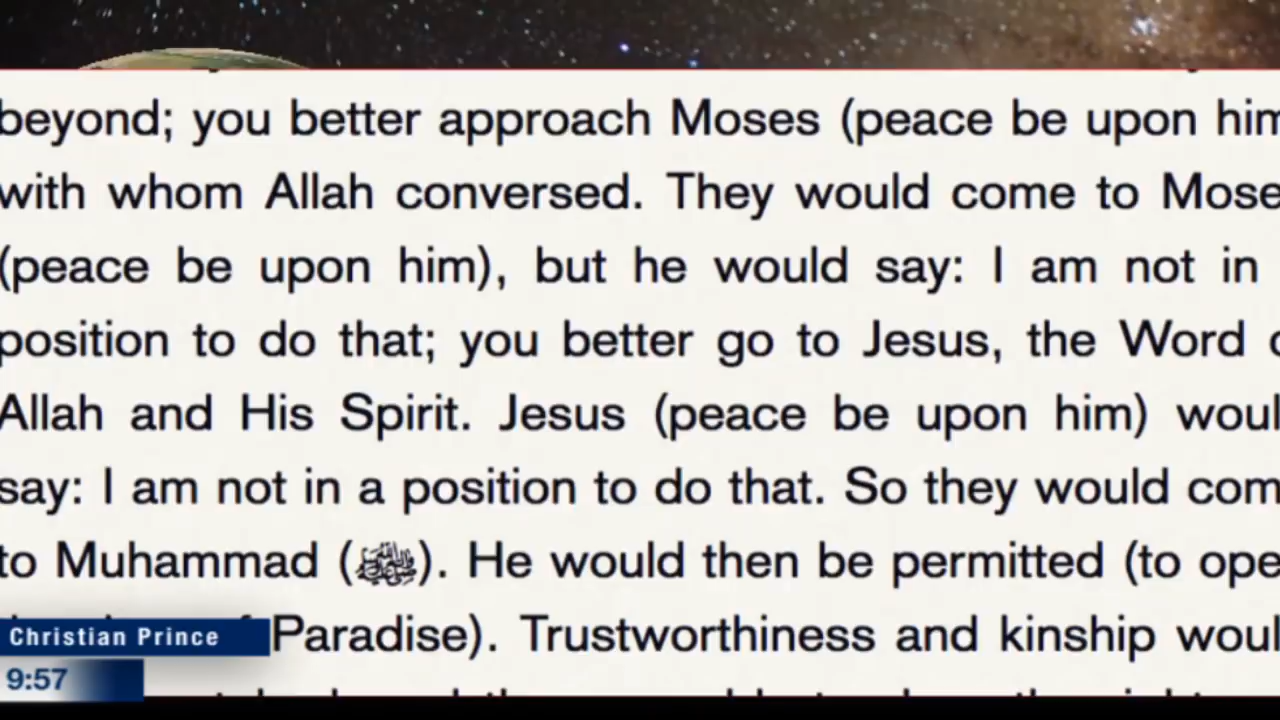 beyond; you better approach Moses (peace be upon him
with whom Allah conversed. They would come to Mose
(peace be upon him), but he would say: I am not in
position to do that; you better go to Jesus, the Word o
Allah and His Spirit. Jesus (peace be upon him) woul
say: I am not in a position to do that. So they would com
to Muhammad (ﷺ). He would then be permitted (to ope
Paradise). Trustworthiness and kinship woul
Christian Prince
9:57